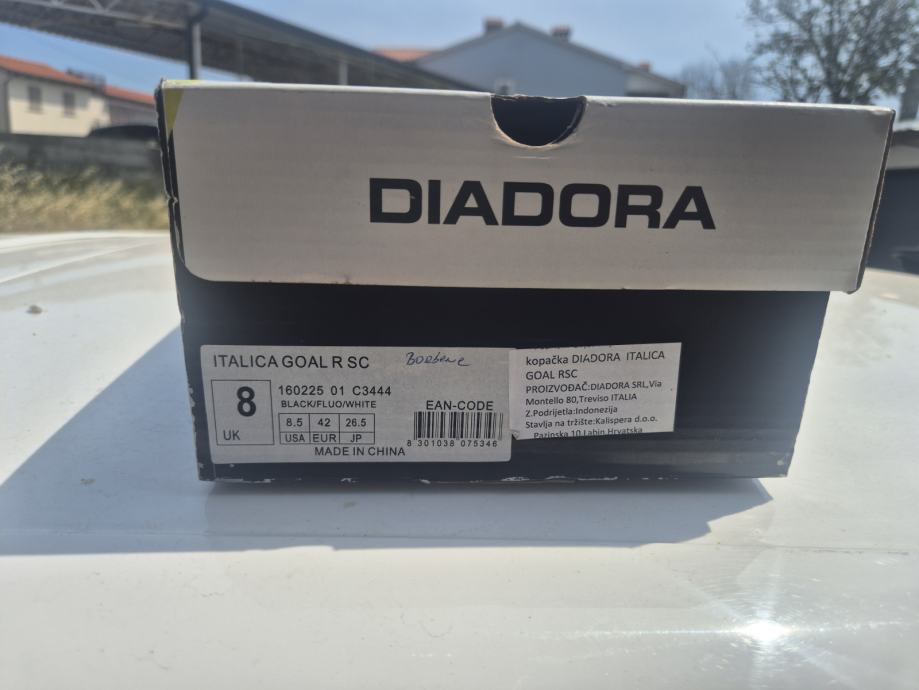 DIADORA
ITALICA GOAL R SC
8
UK
160225 01 C3444
BLACK/FLUO/WHITE
8.5 42 26.5
USA EUR JP
MADE IN CHINA
EAN-CODE
8 301038 075346
kopačka DIADORA ITALICA
GOAL RSC
PROIZVOĐAČ:DIADORA SRL,Via
Montello 80,Treviso ITALIA
Z.Podrijetla:Indonezija
Stavlja na tržište:Kalispera d.o.o.
Pazinska 10 Labin Hrvatska